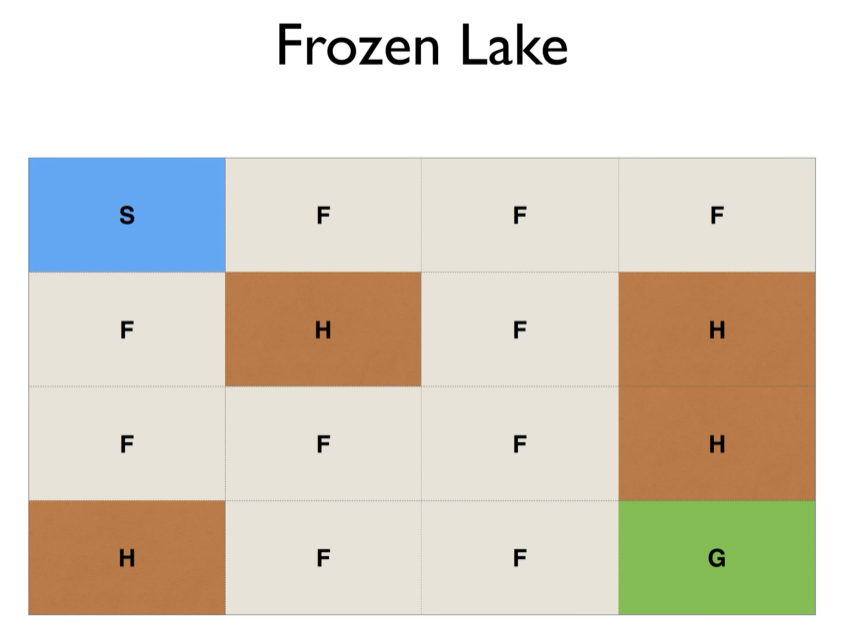 Frozen Lake
S F F F
F H F H
F F F H
H F F G